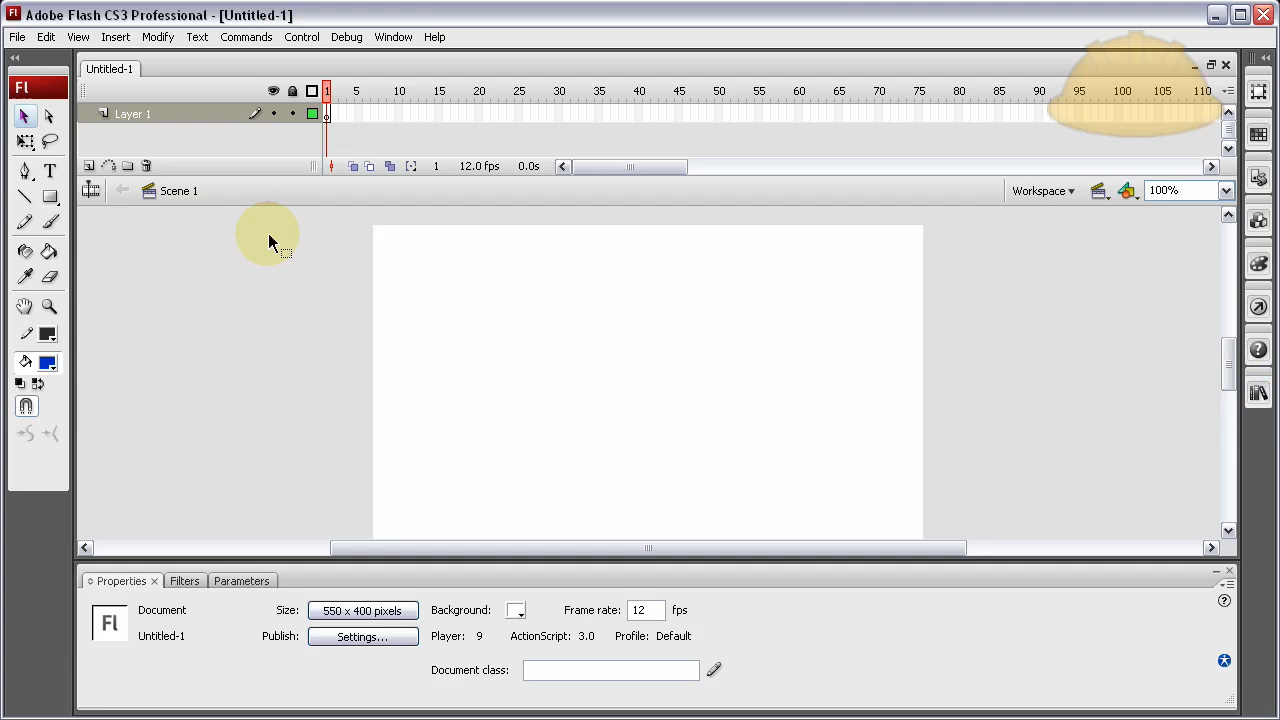 Adobe Flash CS3 Professional - [Untitled-1]
File Edit View Insert Modify Text Commands Control Debug Window Help
Untitled-1
Fl
1 5 10 15 20 25 30 35 40 45 50 55 60 65 70 75 80 85 90 95 100 105 110
Layer 1
1 12.0 fps 0.0s
Scene 1 Workspace 100%
Properties Filters Parameters
Fl Document Size: 550 x 400 pixels Background: Frame rate: 12 fps
Untitled-1 Publish: Settings... Player: 9 ActionScript: 3.0 Profile: Default
Document class: